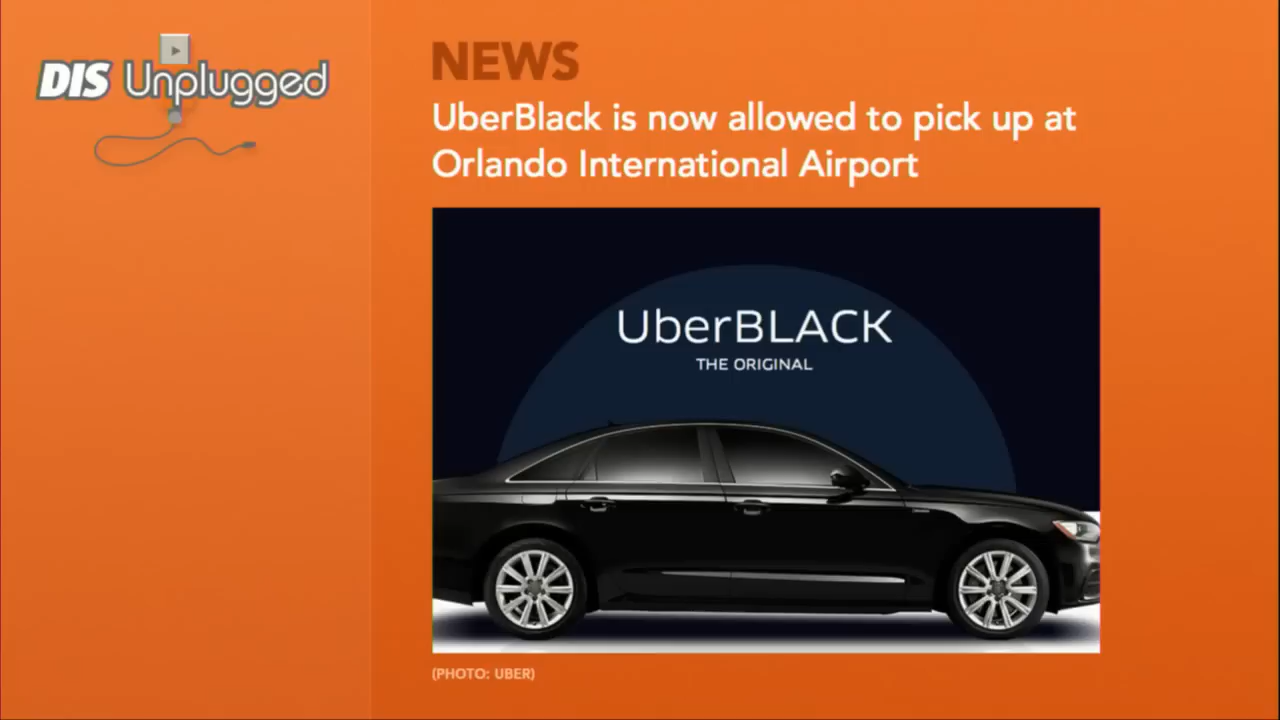 DIS Unplugged
NEWS
UberBlack is now allowed to pick up at
Orlando International Airport
UberBLACK
THE ORIGINAL
(PHOTO: UBER)